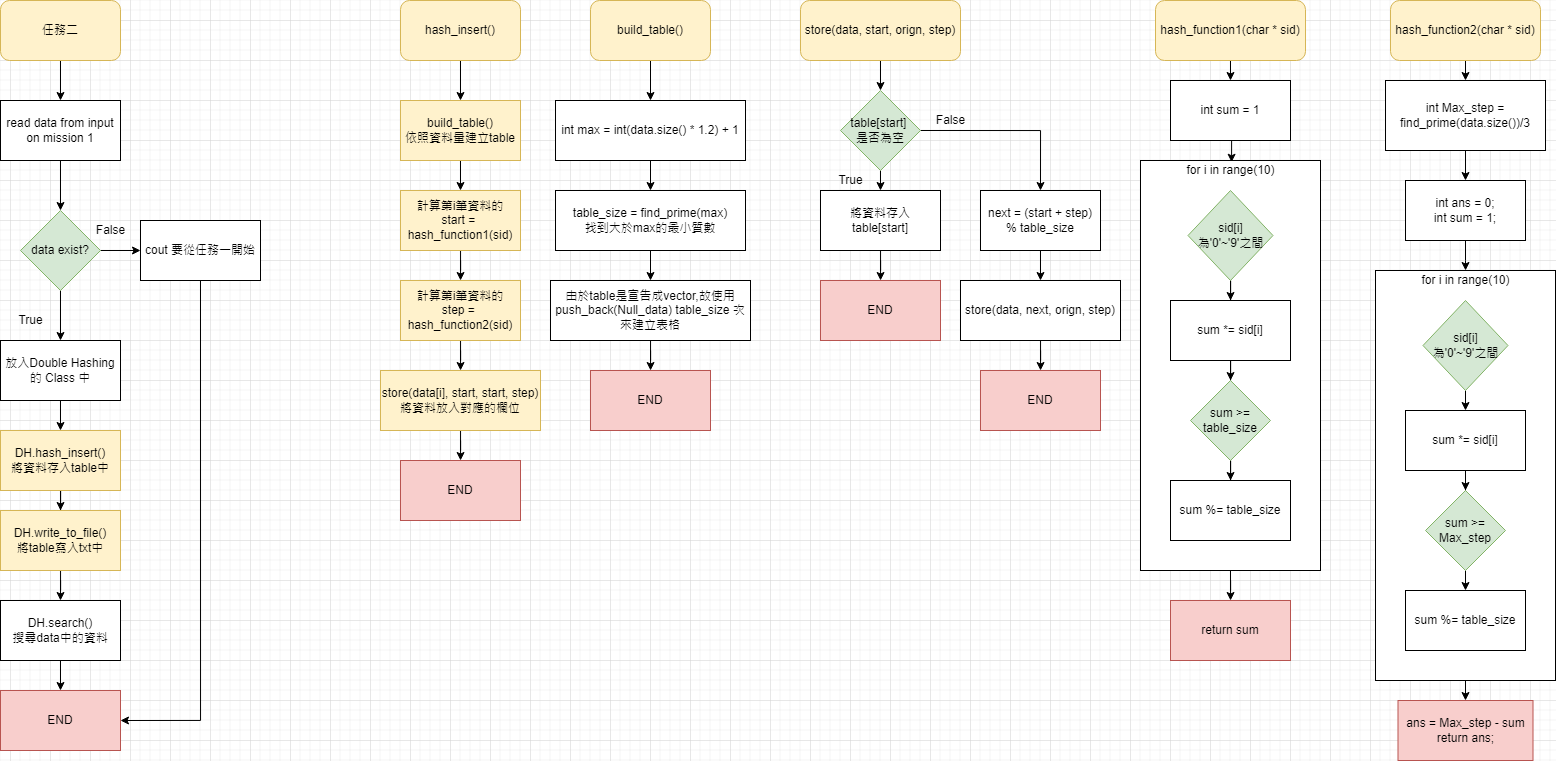 任務二
read data from input
on mission 1
data exist?
False
cout 要從任務一開始
True
放入Double Hashing
的 Class 中
DH.hash_insert()
將資料存入table中
DH.write_to_file()
將table寫入txt中
DH.search()
搜尋data中的資料
END
hash_insert()
build_table()
依照資料量建立table
計算第i筆資料的
start =
hash_function1(sid)
計算第i筆資料的
step =
hash_function2(sid)
store(data[i], start, start, step)
將資料放入對應的欄位
END
build_table()
int max = int(data.size() * 1.2) + 1
table_size = find_prime(max)
找到大於max的最小質數
由於table是宣告成vector,故使用
push_back(Null_data) table_size 次
來建立表格
END
store(data, start, orign, step)
table[start]
是否為空
False
True
將資料存入
table[start]
END
next = (start + step)
% table_size
store(data, next, orign, step)
END
hash_function1(char * sid)
int sum = 1
for i in range(10)
sid[i]
為'0'~'9'之間
sum *= sid[i]
sum >=
table_size
sum %= table_size
return sum
hash_function2(char * sid)
int Max_step =
find_prime(data.size())/3
int ans = 0;
int sum = 1;
for i in range(10)
sid[i]
為'0'~'9'之間
sum *= sid[i]
sum >=
Max_step
sum %= table_size
ans = Max_step - sum
return ans;